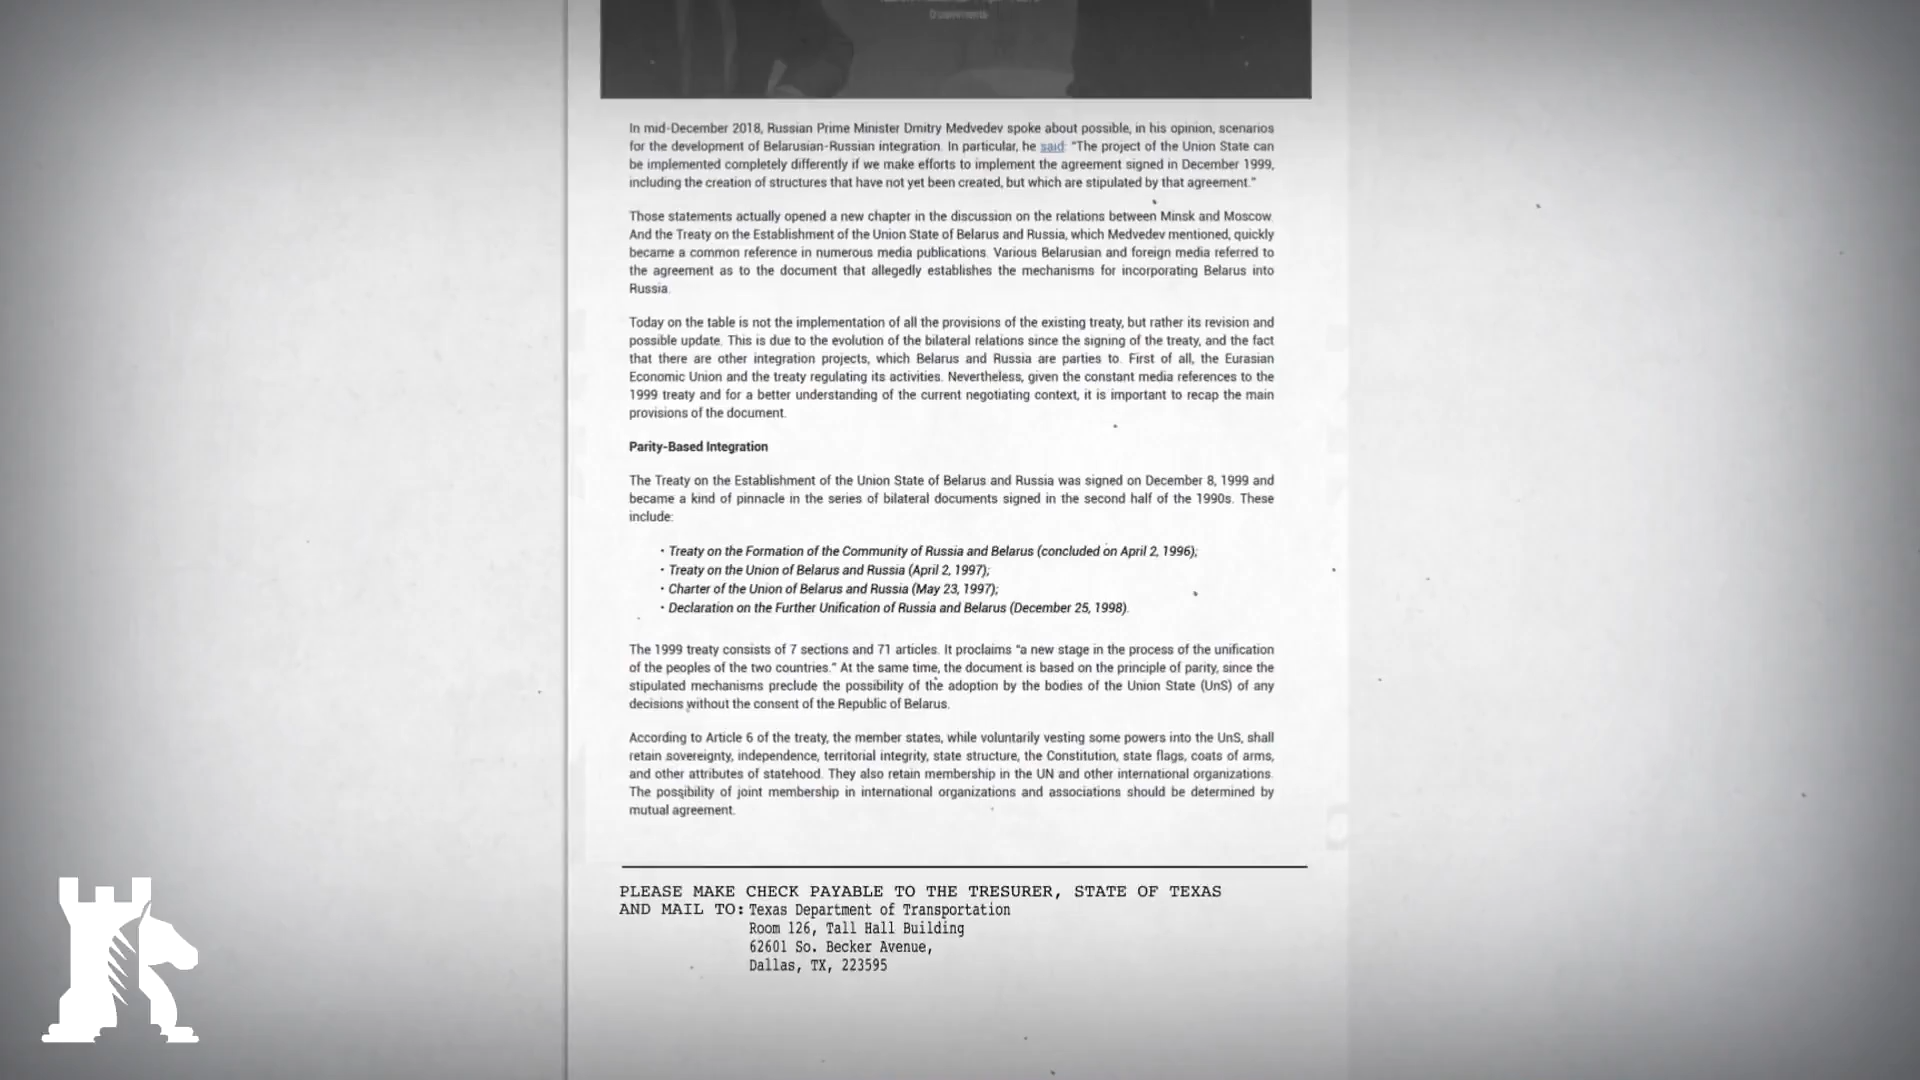 In mid-December 2018, Russian Prime Minister Dmitry Medvedev spoke about possible, in his opinion, scenarios
for the development of Belarusian-Russian integration. In particular, he said: "The project of the Union State can
be implemented completely differently if we make efforts to implement the agreement signed in December 1999,
including the creation of structures that have not yet been created, but which are stipulated by that agreement."
Those statements actually opened a new chapter in the discussion on the relations between Minsk and Moscow.
And the Treaty on the Establishment of the Union State of Belarus and Russia, which Medvedev mentioned, quickly
became a common reference in numerous media publications. Various Belarusian and foreign media referred to
the agreement as to the document that allegedly establishes the mechanisms for incorporating Belarus into
Russia.
Today on the table is not the implementation of all the provisions of the existing treaty, but rather its revision and
possible update. This is due to the evolution of the bilateral relations since the signing of the treaty, and the fact
that there are other integration projects, which Belarus and Russia are parties to. First of all, the Eurasian
Economic Union and the treaty regulating its activities. Nevertheless, given the constant media references to the
1999 treaty and for a better understanding of the current negotiating context, it is important to recap the main
provisions of the document.
Parity-Based Integration
The Treaty on the Establishment of the Union State of Belarus and Russia was signed on December 8, 1999 and
became a kind of pinnacle in the series of bilateral documents signed in the second half of the 1990s. These
include:
• Treaty on the Formation of the Community of Russia and Belarus (concluded on April 2, 1996);
• Treaty on the Union of Belarus and Russia (April 2, 1997);
• Charter of the Union of Belarus and Russia (May 23, 1997);
• Declaration on the Further Unification of Russia and Belarus (December 25, 1998).
The 1999 treaty consists of 7 sections and 71 articles. It proclaims "a new stage in the process of the unification
of the peoples of the two countries." At the same time, the document is based on the principle of parity, since the
stipulated mechanisms preclude the possibility of the adoption by the bodies of the Union State (UnS) of any
decisions without the consent of the Republic of Belarus.
According to Article 6 of the treaty, the member states, while voluntarily vesting some powers into the UnS, shall
retain sovereignty, independence, territorial integrity, state structure, the Constitution, state flags, coats of arms,
and other attributes of statehood. They also retain membership in the UN and other international organizations.
The possibility of joint membership in international organizations and associations should be determined by
mutual agreement.
PLEASE MAKE CHECK PAYABLE TO THE TRESURER, STATE OF TEXAS
AND MAIL TO: Texas Department of Transportation
Room 126, Tall Hall Building
62601 So. Becker Avenue,
Dallas, TX, 223595